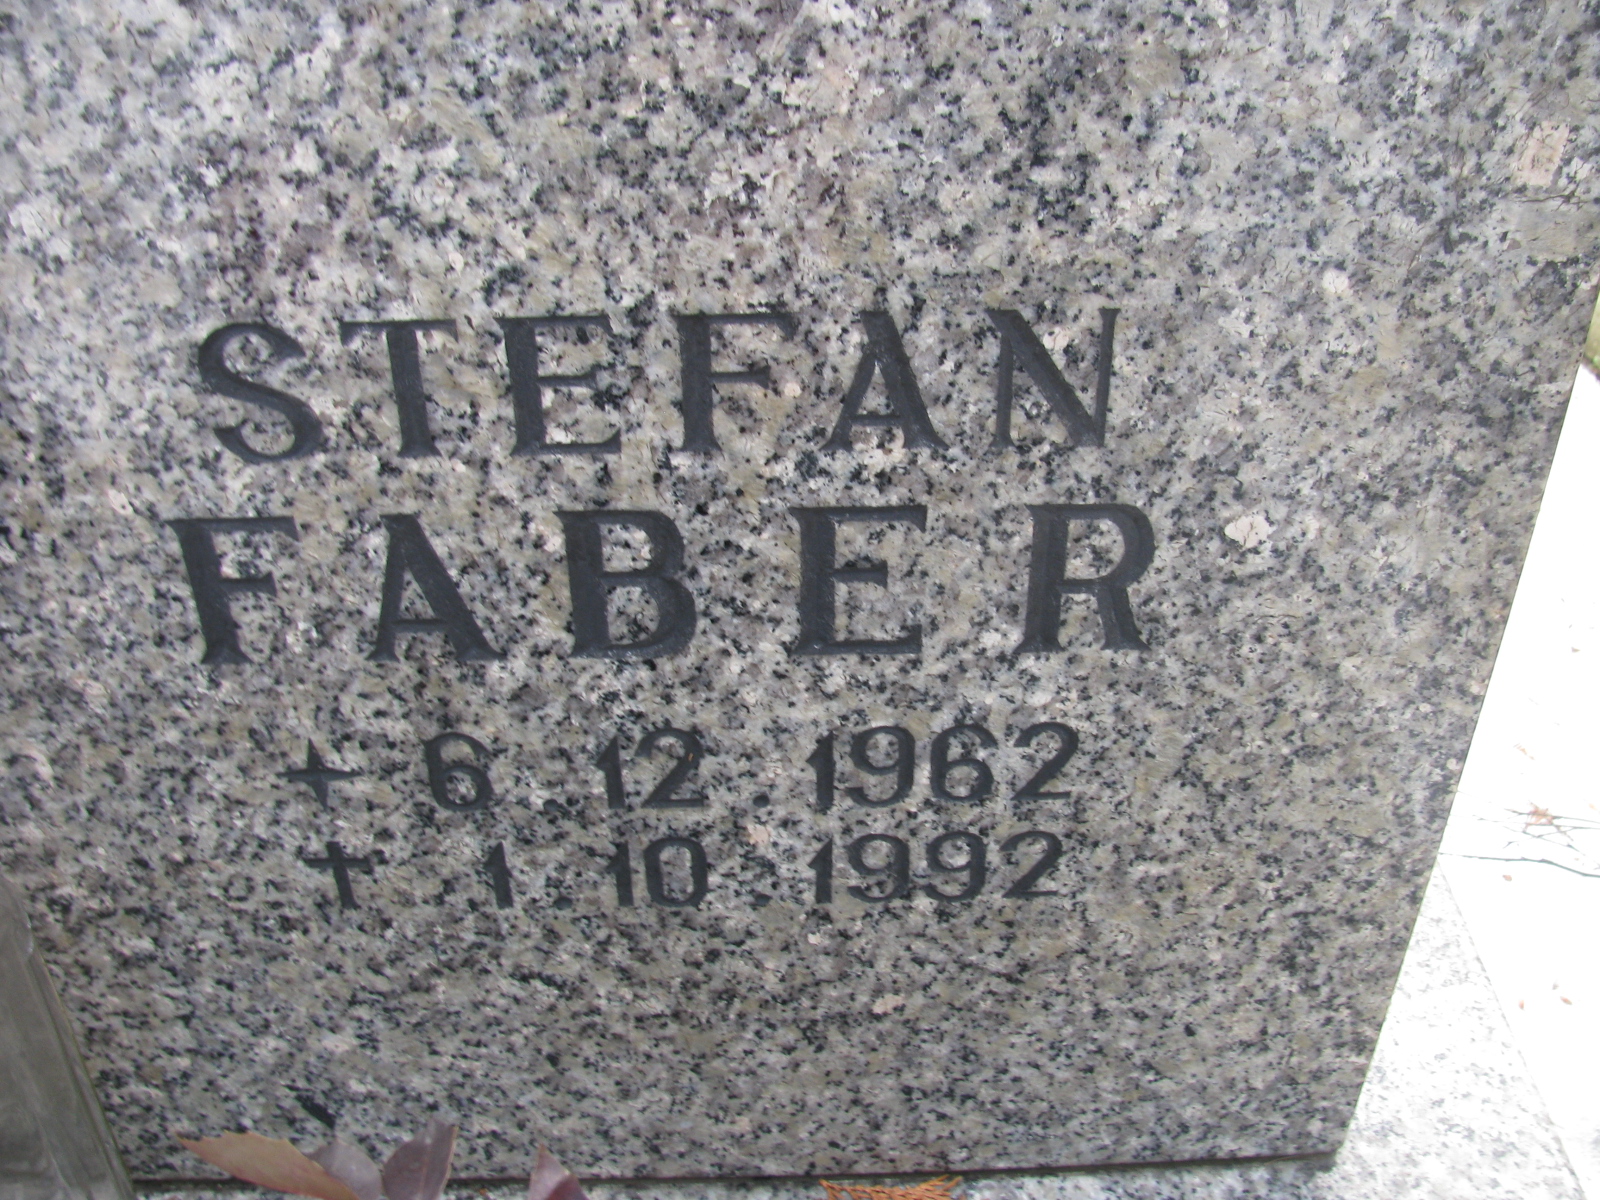 STEFAN
FABER
✦ 6.12.1962
✝ 1.10.1992